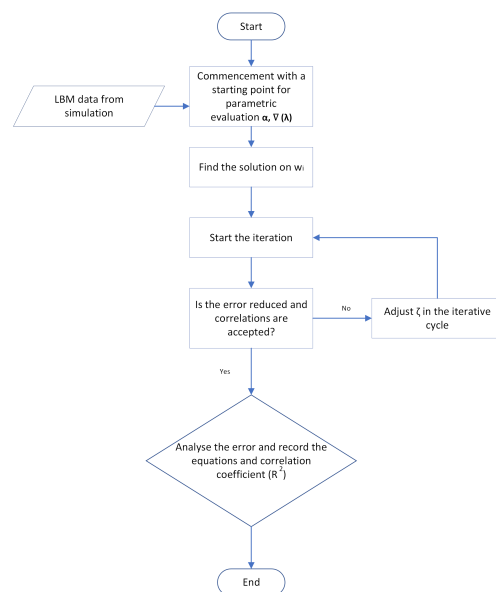 Start
Commencement with a
starting point for
parametric
evaluation α, ∇ (λ)
LBM data from
simulation
Find the solution on wᵢ
Start the iteration
Is the error reduced and
correlations are
accepted?
No
Adjust ζ in the iterative
cycle
Yes
Analyse the error and record the
equations and correlation
coefficient (R²)
End